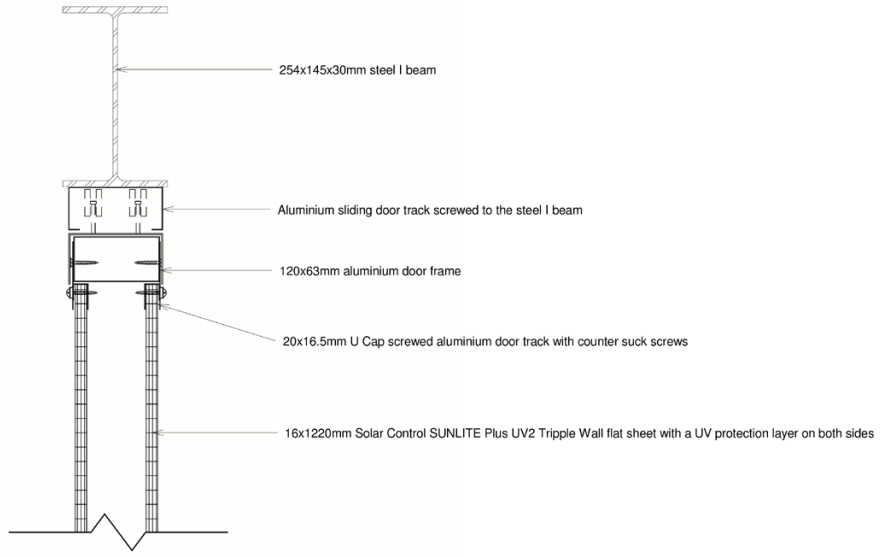 254x145x30mm steel I beam
Aluminium sliding door track screwed to the steel I beam
120x63mm aluminium door frame
20x16.5mm U Cap screwed aluminium door track with counter suck screws
16x1220mm Solar Control SUNLITE Plus UV2 Tripple Wall flat sheet with a UV protection layer on both sides